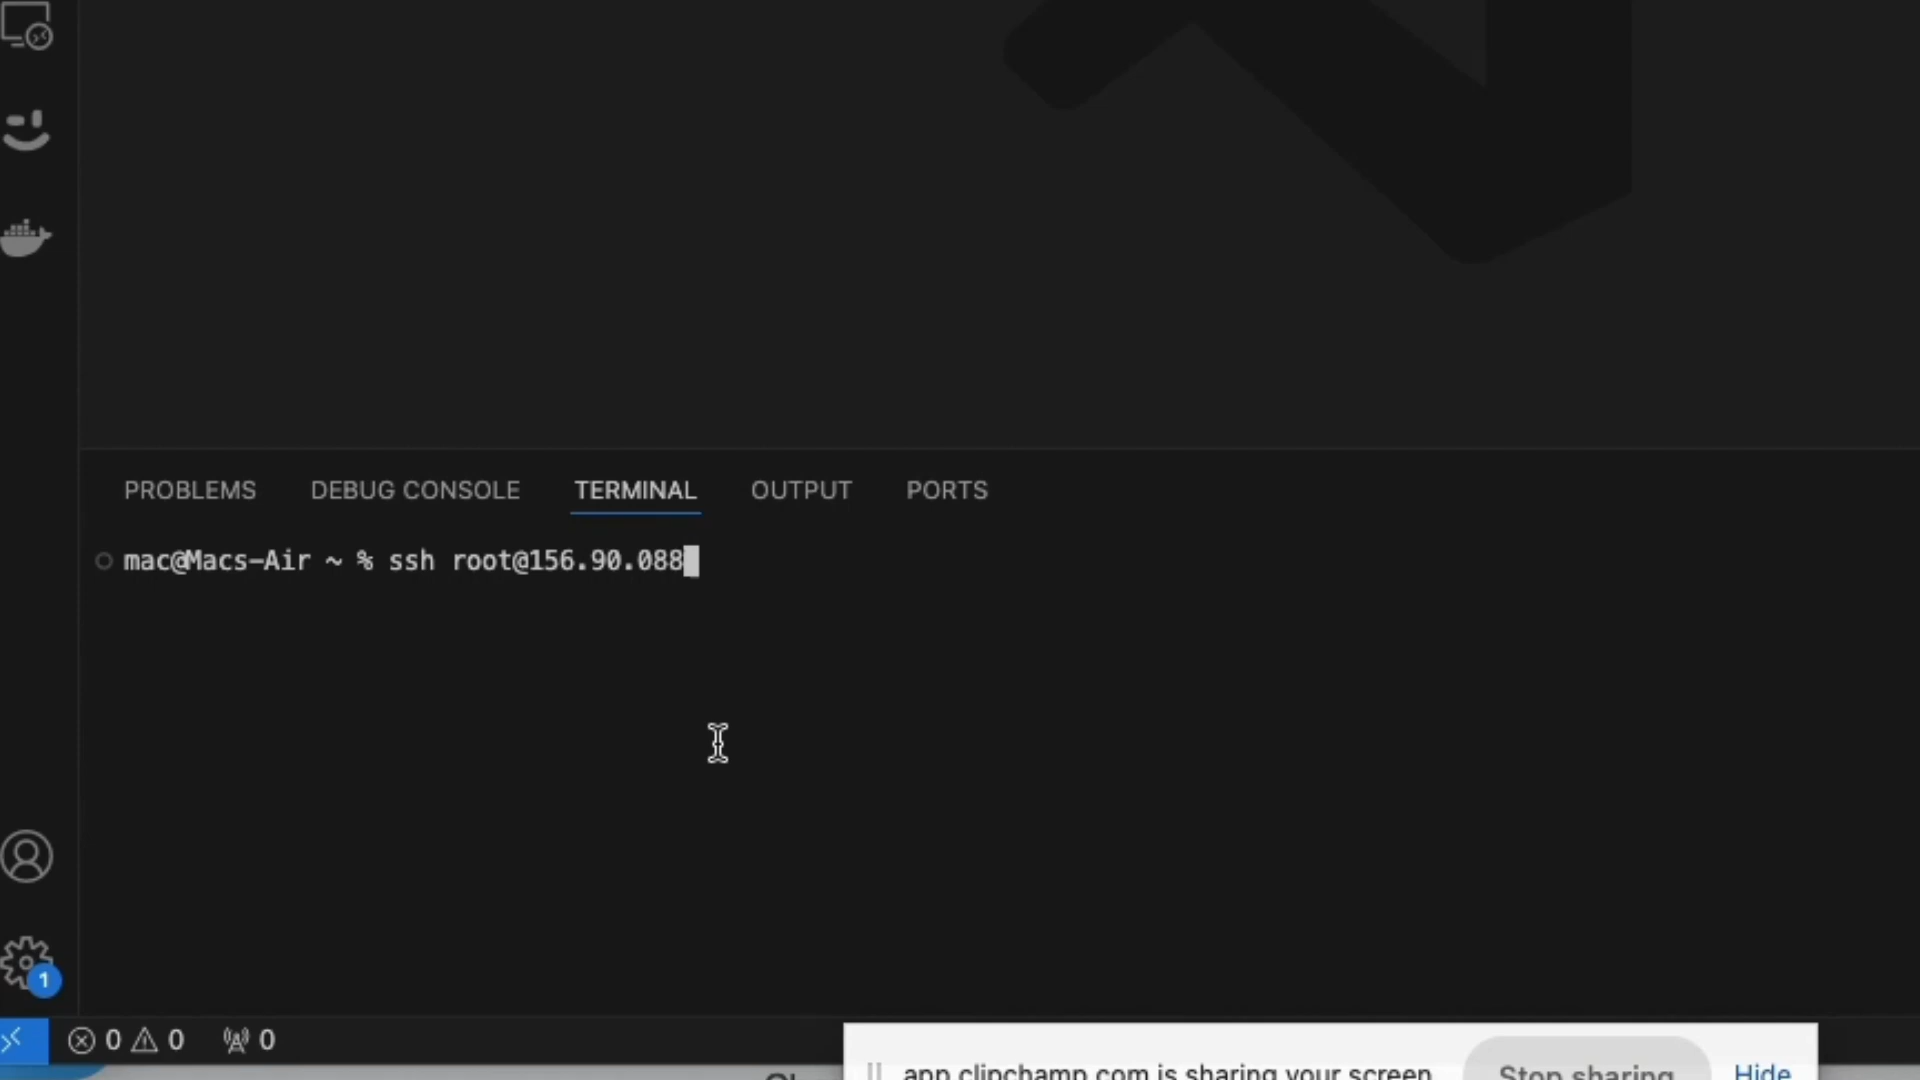 PROBLEMS DEBUG CONSOLE TERMINAL OUTPUT PORTS
mac@Macs-Air ~ % ssh root@156.90.088
1
0 0 0
app.clipchamp.com is sharing your screen Stop sharing Hide